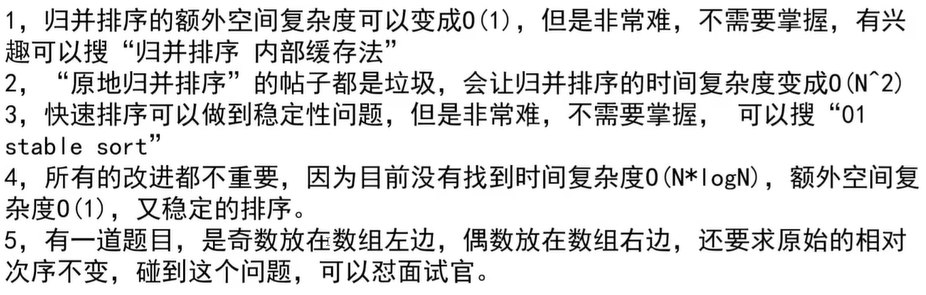 1，归并排序的额外空间复杂度可以变成O(1)，但是非常难，不需要掌握，有兴
趣可以搜“归并排序 内部缓存法”
2，“原地归并排序”的帖子都是垃圾，会让归并排序的时间复杂度变成O(N^2)
3，快速排序可以做到稳定性问题，但是非常难，不需要掌握， 可以搜“01
stable sort”
4，所有的改进都不重要，因为目前没有找到时间复杂度O(N*logN)，额外空间复
杂度O(1)，又稳定的排序。
5，有一道题目，是奇数放在数组左边，偶数放在数组右边，还要求原始的相对
次序不变，碰到这个问题，可以怼面试官。